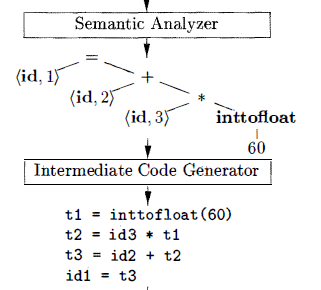 Semantic Analyzer
=
⟨id, 1⟩ +
⟨id, 2⟩ *
⟨id, 3⟩ inttofloat
60
Intermediate Code Generator
t1 = inttofloat(60)
t2 = id3 * t1
t3 = id2 + t2
id1 = t3